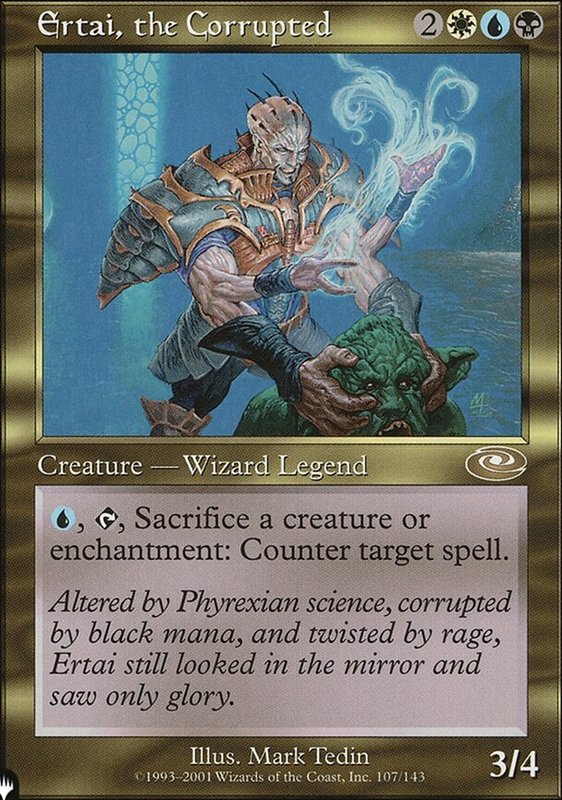 Ertai, the Corrupted 2
Creature — Wizard Legend
, , Sacrifice a creature or
enchantment: Counter target spell.
Altered by Phyrexian science, corrupted
by black mana, and twisted by rage,
Ertai still looked in the mirror and
saw only glory.
Illus. Mark Tedin
©1993–2001 Wizards of the Coast, Inc. 107/143
3/4